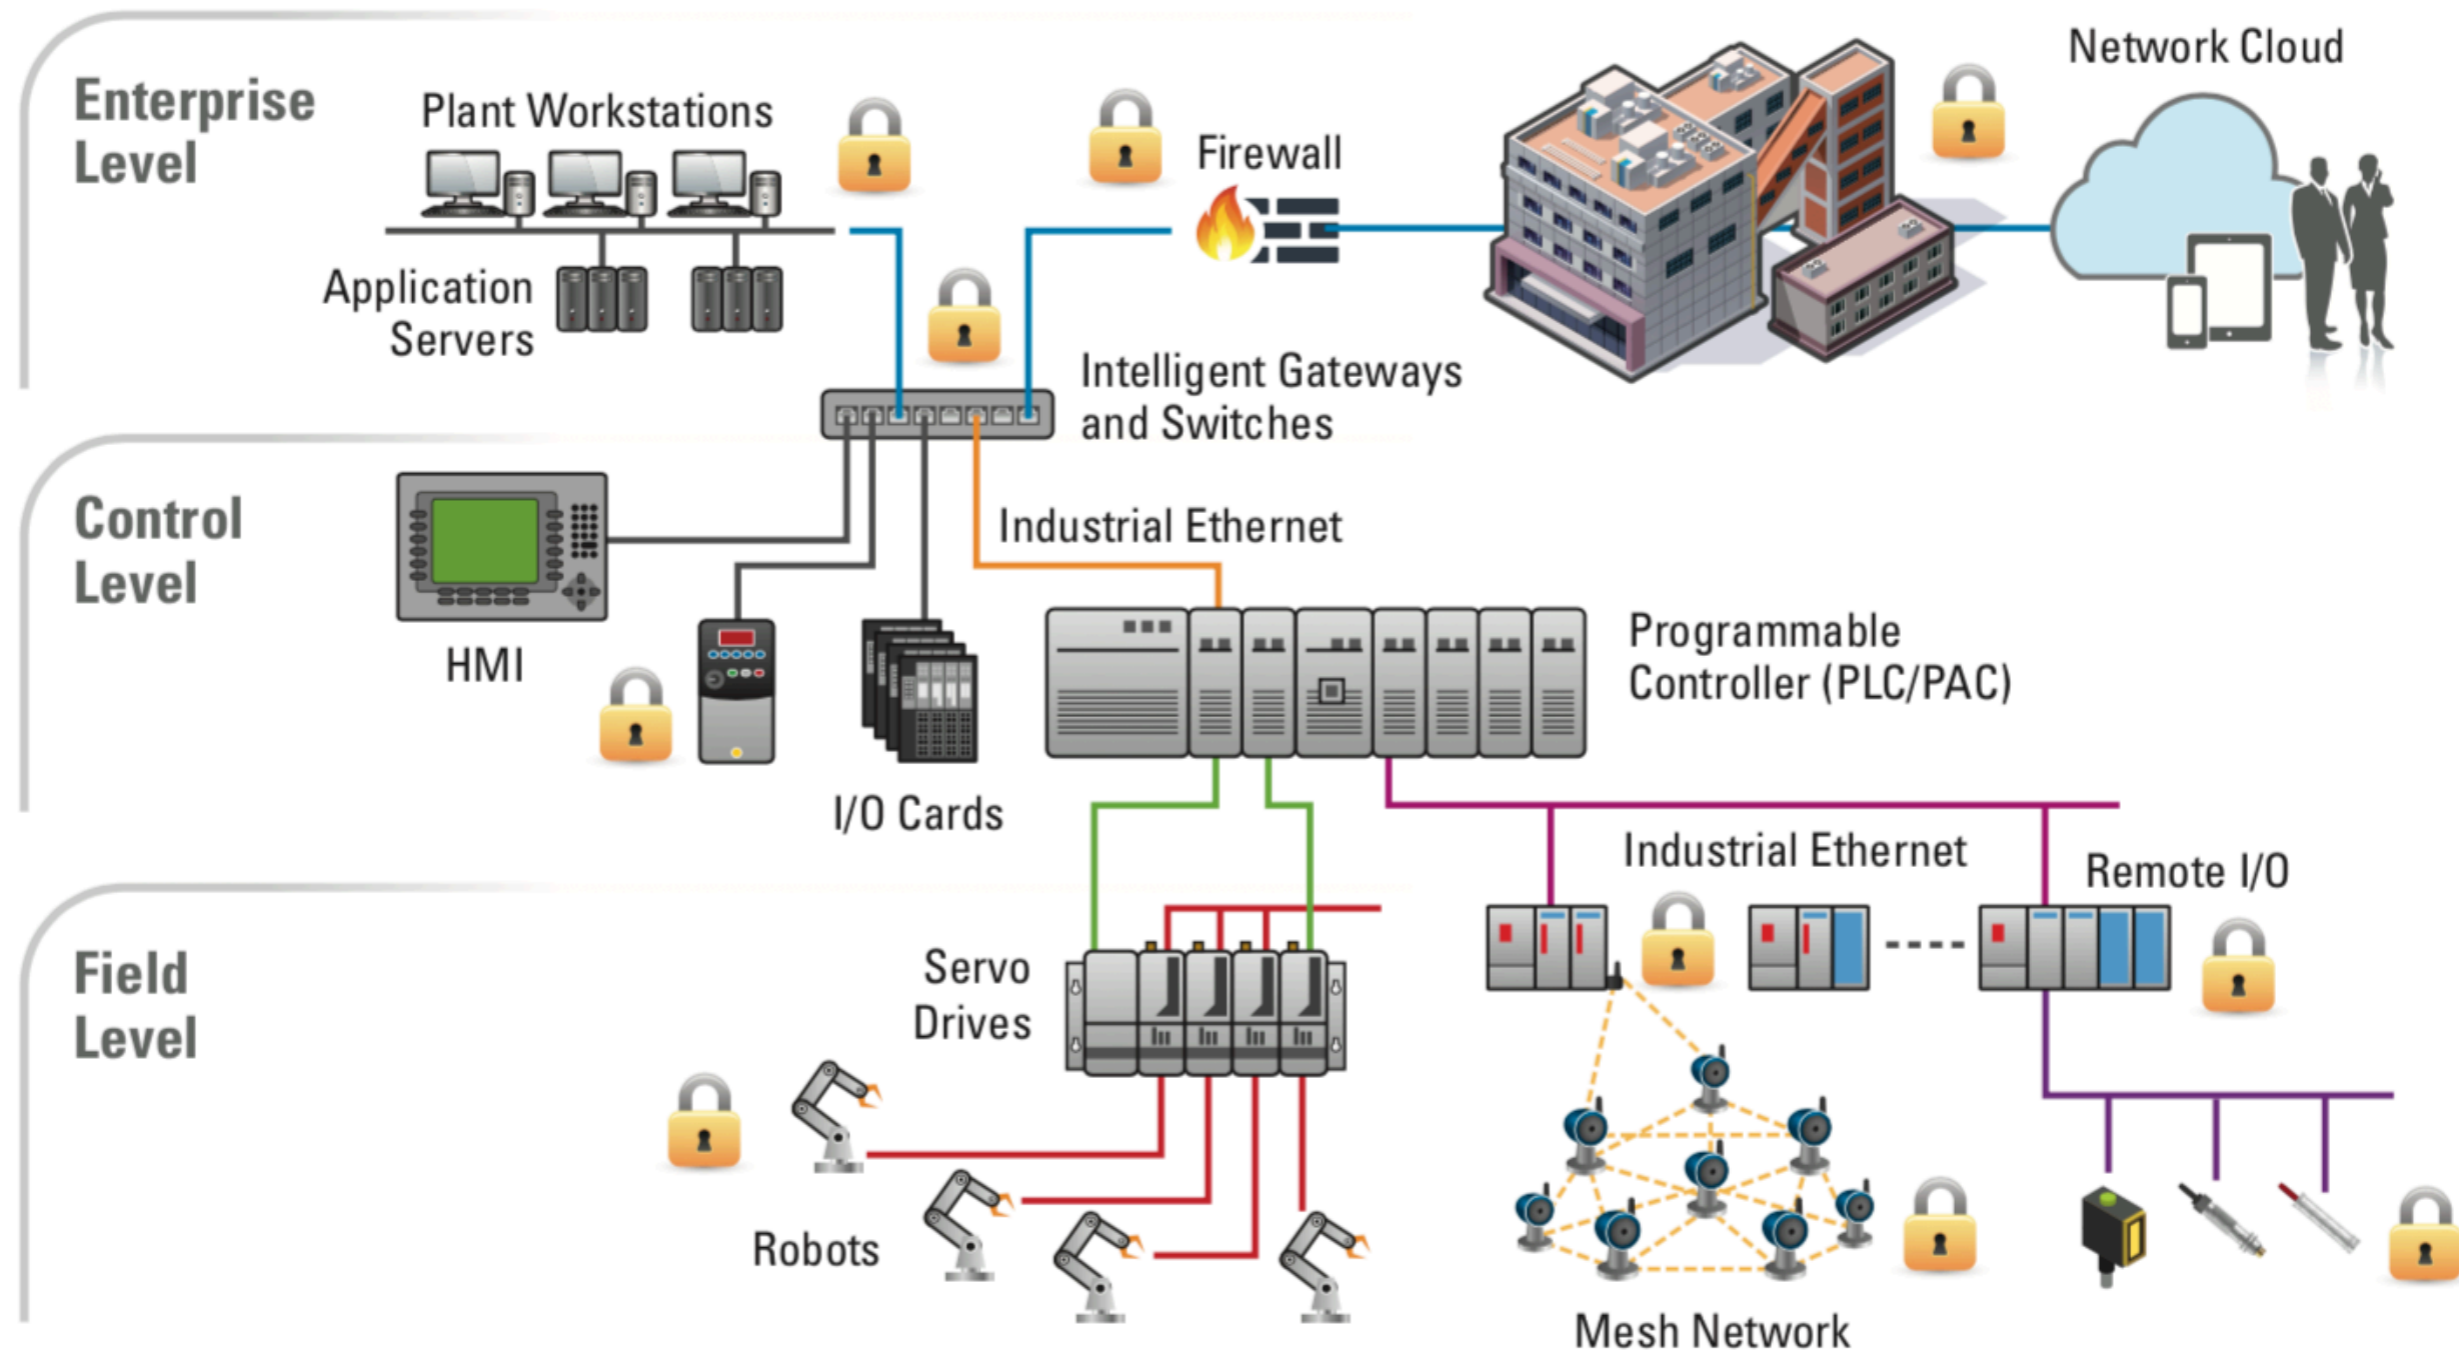 Enterprise
Level
Plant Workstations
Application
Servers
Firewall
Network Cloud
Intelligent Gateways
and Switches
Control
Level
HMI
Industrial Ethernet
I/O Cards
Programmable
Controller (PLC/PAC)
Field
Level
Servo
Drives
Robots
Industrial Ethernet
Remote I/O
Mesh Network